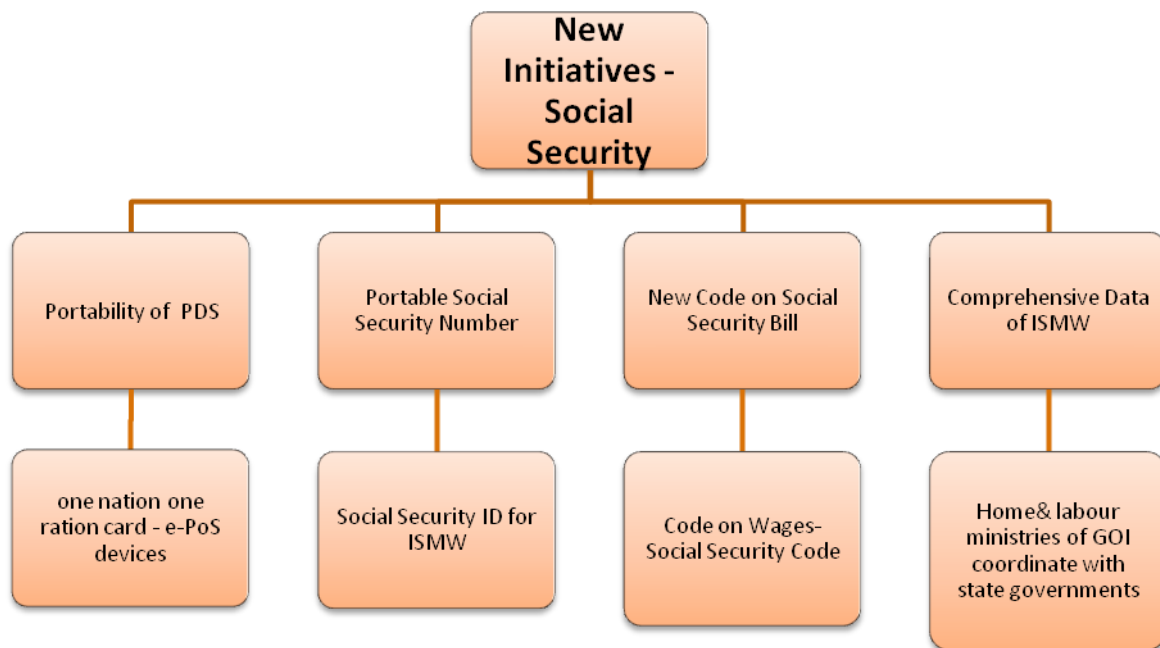 New
Initiatives -
Social
Security
Portability of PDS
Portable Social
Security Number
New Code on Social
Security Bill
Comprehensive Data
of ISMW
one nation one
ration card - e-PoS
devices
Social Security ID for
ISMW
Code on Wages-
Social Security Code
Home& labour
ministries of GOI
coordinate with
state governments